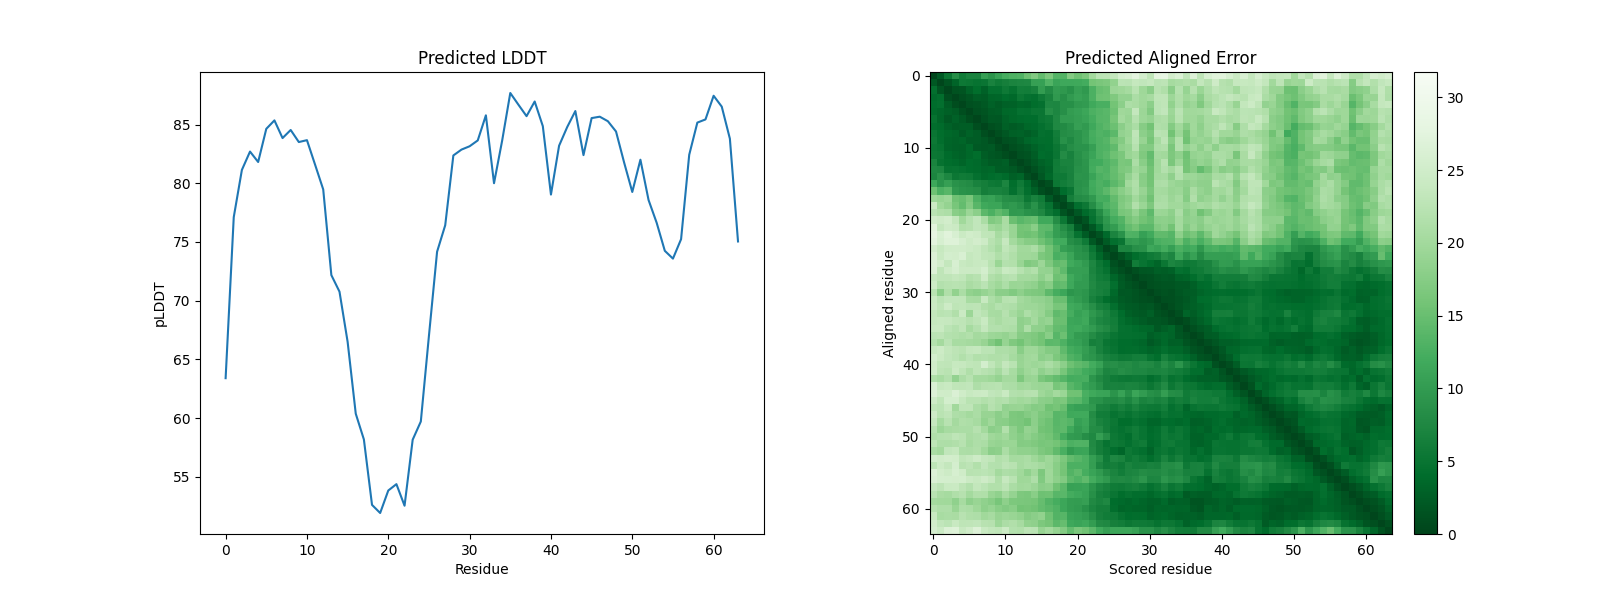 Predicted LDDT
pLDDT
85
80
75
70
65
60
55
0 10 20 30 40 50 60
Residue
Predicted Aligned Error
Aligned residue
0
10
20
30
40
50
60
0 10 20 30 40 50 60
Scored residue
30
25
20
15
10
5
0